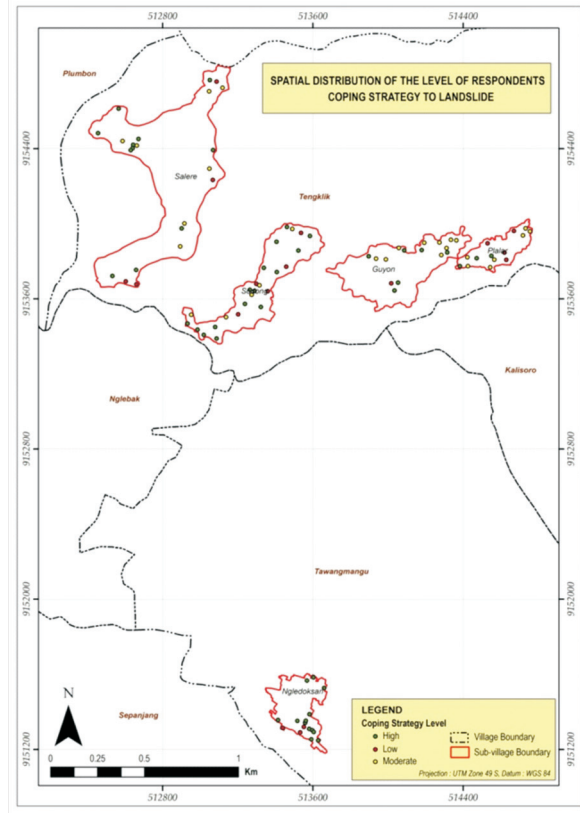 512800 513600 514400
Plumbon
SPATIAL DISTRIBUTION OF THE LEVEL OF RESPONDENTS
COPING STRATEGY TO LANDSLIDE
9154400 9154400
Salere
Tengklik
Guyon
Platar
9153600 9153600
Kalisoro
Nglebak
9152800 9152800
Tawangmangu
9152000 9152000
Ngledoksari
N
Sepanjang
LEGEND
Coping Strategy Level
High
Low
Moderate
Village Boundary
Sub-village Boundary
Projection : UTM Zone 49 S, Datum : WGS 84
9151200 9151200
0 0.25 0.5 1
Km
512800 513600 514400